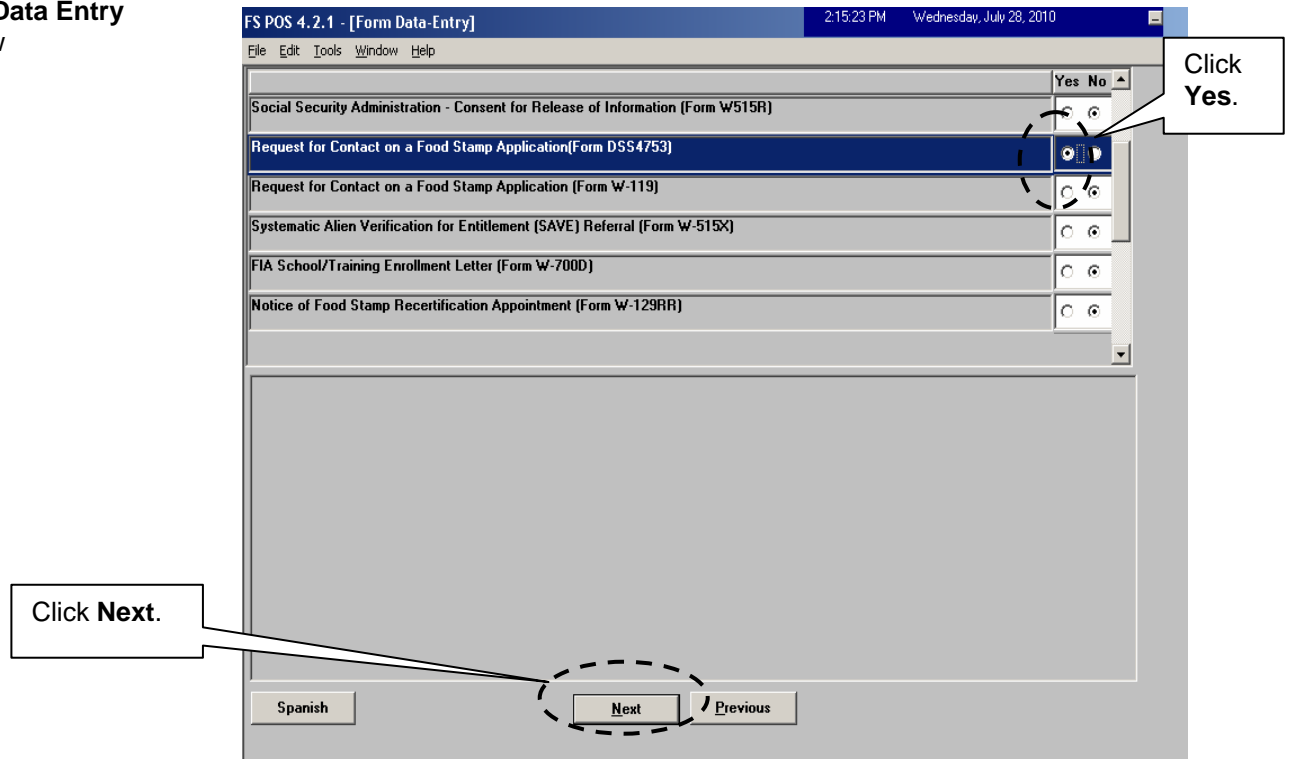 Data Entry
FS POS 4.2.1 - [Form Data-Entry]
2:15:23 PM Wednesday, July 28, 2010
File Edit Tools Window Help
Click
Yes.
Yes No
Social Security Administration - Consent for Release of Information (Form W515R)
Request for Contact on a Food Stamp Application(Form DSS4753)
Request for Contact on a Food Stamp Application (Form W-119)
Systematic Alien Verification for Entitlement (SAVE) Referral (Form W-515X)
FIA School/Training Enrollment Letter (Form W-700D)
Notice of Food Stamp Recertification Appointment (Form W-129RR)
Click Next.
Spanish
Next
Previous